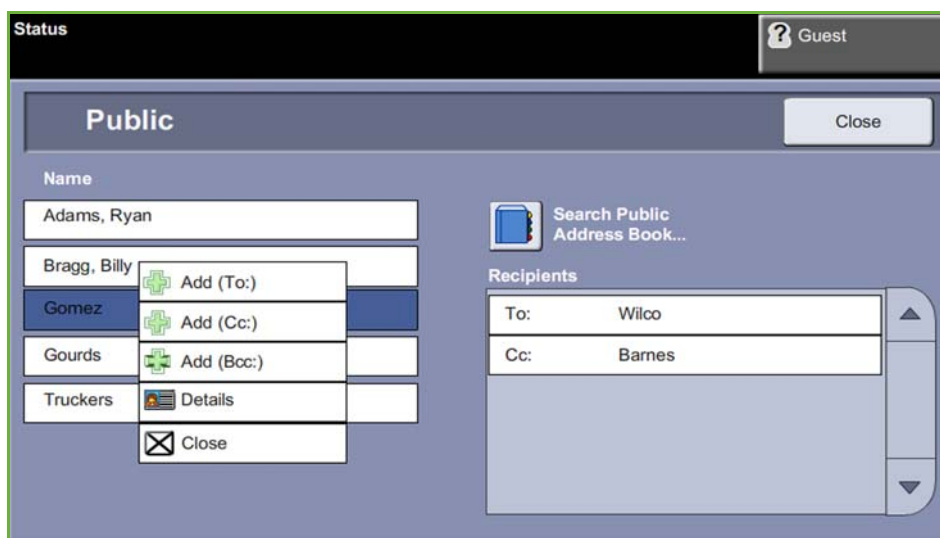 Status
Guest
Public
Close
Name
Adams, Ryan
Bragg, Billy
Gomez
Gourds
Truckers
Add (To:)
Add (Cc:)
Add (Bcc:)
Details
Close
Search Public
Address Book...
Recipients
To: Wilco
Cc: Barnes